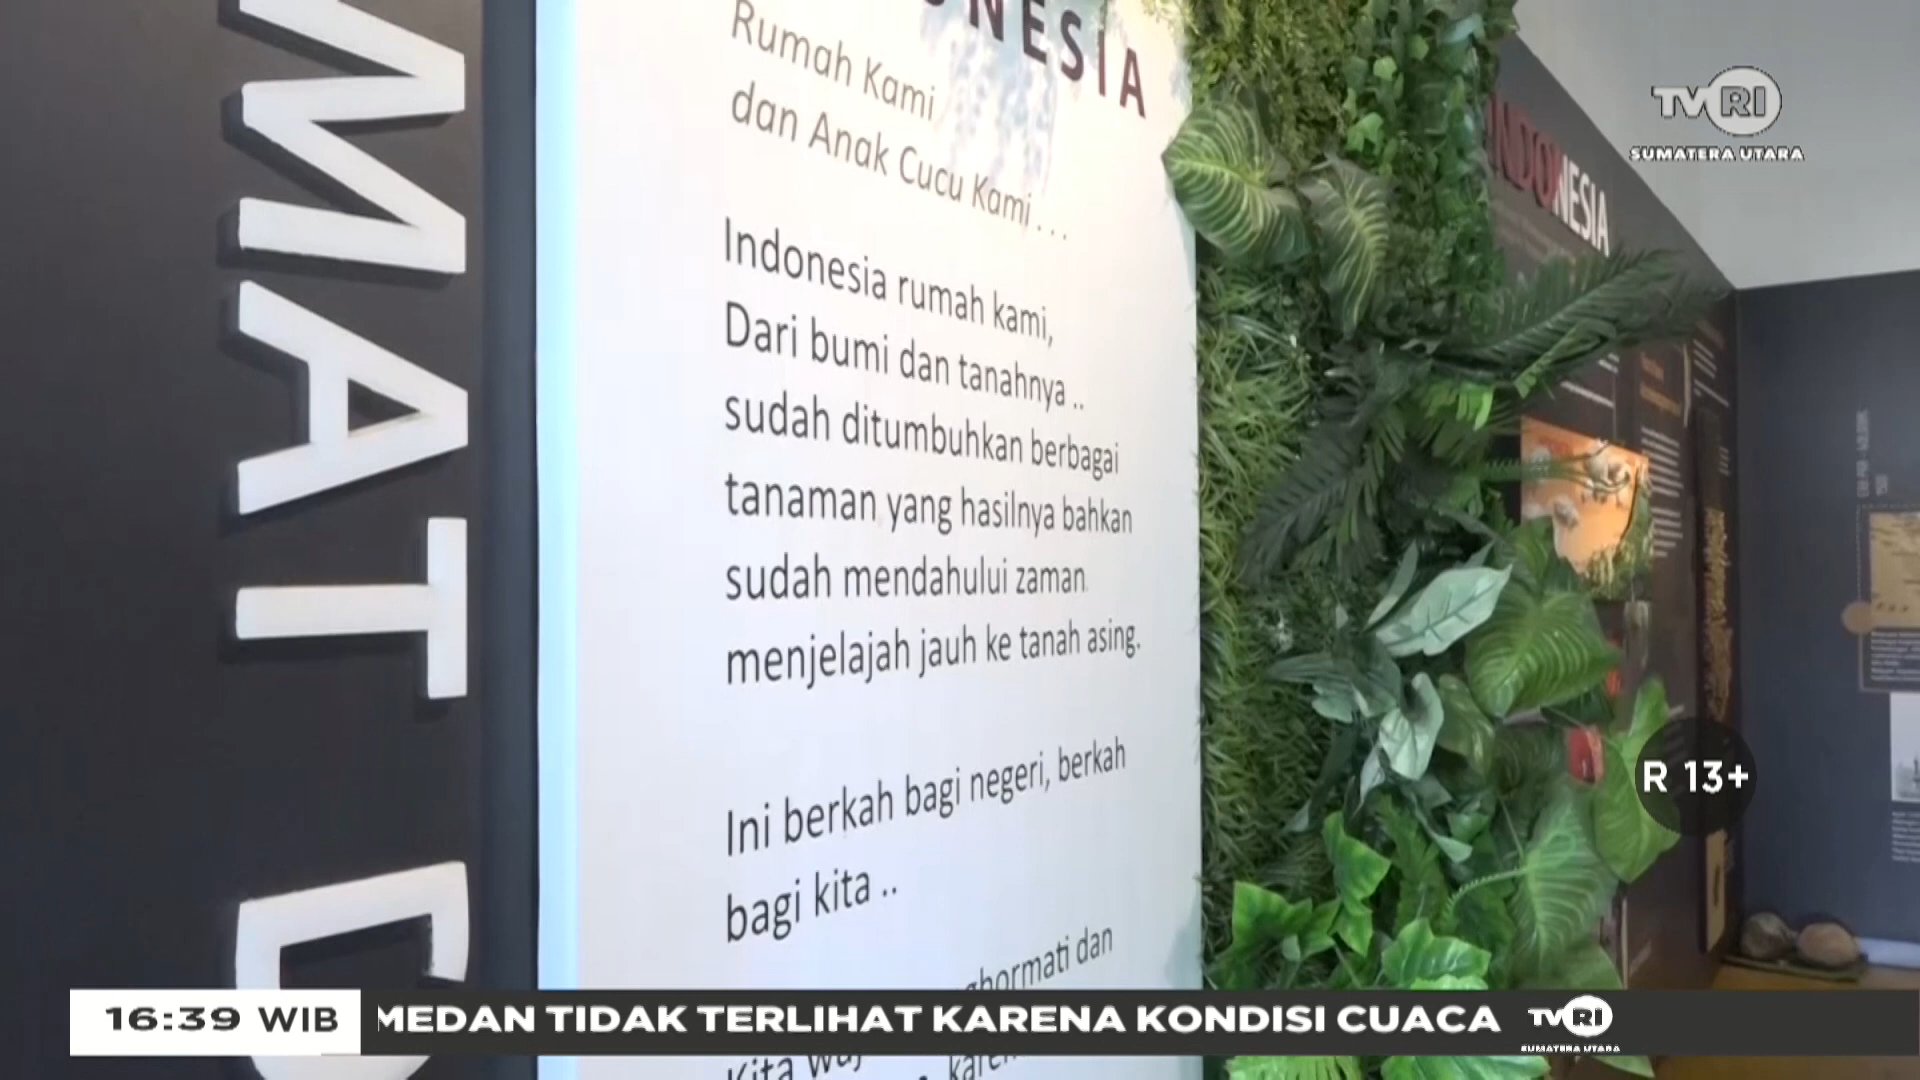 MAT D
NESIA
Rumah Kami
dan Anak Cucu Kami . . .
Indonesia rumah kami,
Dari bumi dan tanahnya ..
sudah ditumbuhkan berbagai
tanaman yang hasilnya bahkan
sudah mendahului zaman
menjelajah jauh ke tanah asing.
Ini berkah bagi negeri, berkah
bagi kita ..
dan
Kita
INDONESIA
TVRI
SUMATERA UTARA
R 13+
16:39 WIB
MEDAN TIDAK TERLIHAT KARENA KONDISI CUACA
TVRI
SUMATERA UTARA